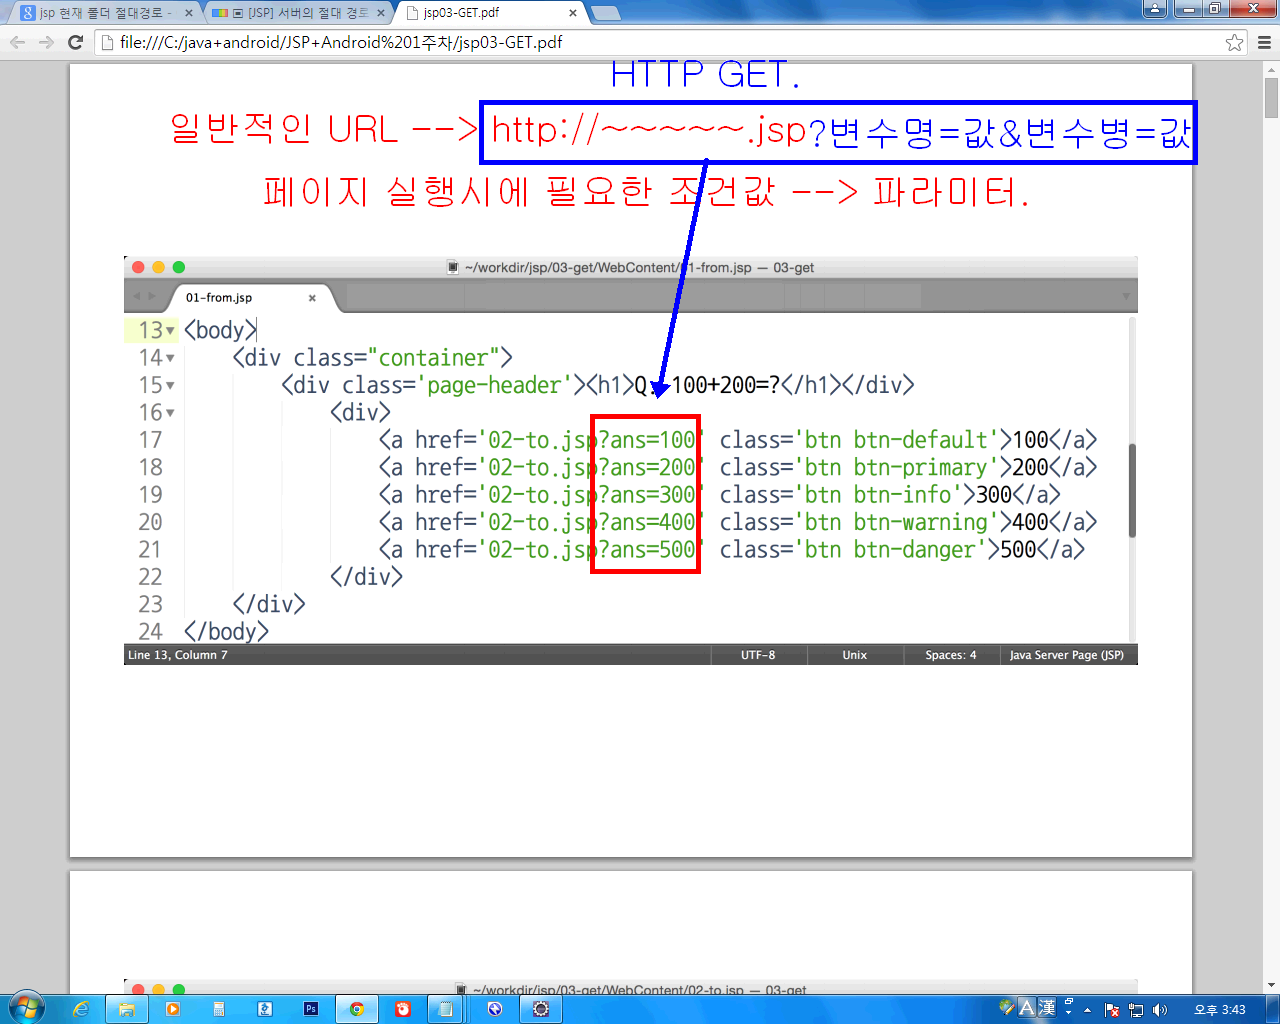 jsp 현재 폴더 절대경로 -
[JSP] 서버의 절대 경로
jsp03-GET.pdf
file:///C:/java+android/JSP+Android%201주차/jsp03-GET.pdf
HTTP GET.
일반적인 URL --> http://~~~~~.jsp?변수명=값&변수병=값
페이지 실행시에 필요한 조건값 --> 파라미터.
~/workdir/jsp/03-get/WebContent/01-from.jsp — 03-get
01-from.jsp
13 <body>
14 <div class="container">
15 <div class='page-header'><h1>Q. 100+200=?</h1></div>
16 <div>
17 <a href='02-to.jsp?ans=100' class='btn btn-default'>100</a>
18 <a href='02-to.jsp?ans=200' class='btn btn-primary'>200</a>
19 <a href='02-to.jsp?ans=300' class='btn btn-info'>300</a>
20 <a href='02-to.jsp?ans=400' class='btn btn-warning'>400</a>
21 <a href='02-to.jsp?ans=500' class='btn btn-danger'>500</a>
22 </div>
23 </div>
24 </body>
Line 13, Column 7
UTF-8
Unix
Spaces: 4
Java Server Page (JSP)
~/workdir/jsp/03-get/WebContent/02-to.jsp — 03-get
Ps
A 漢
오후 3:43